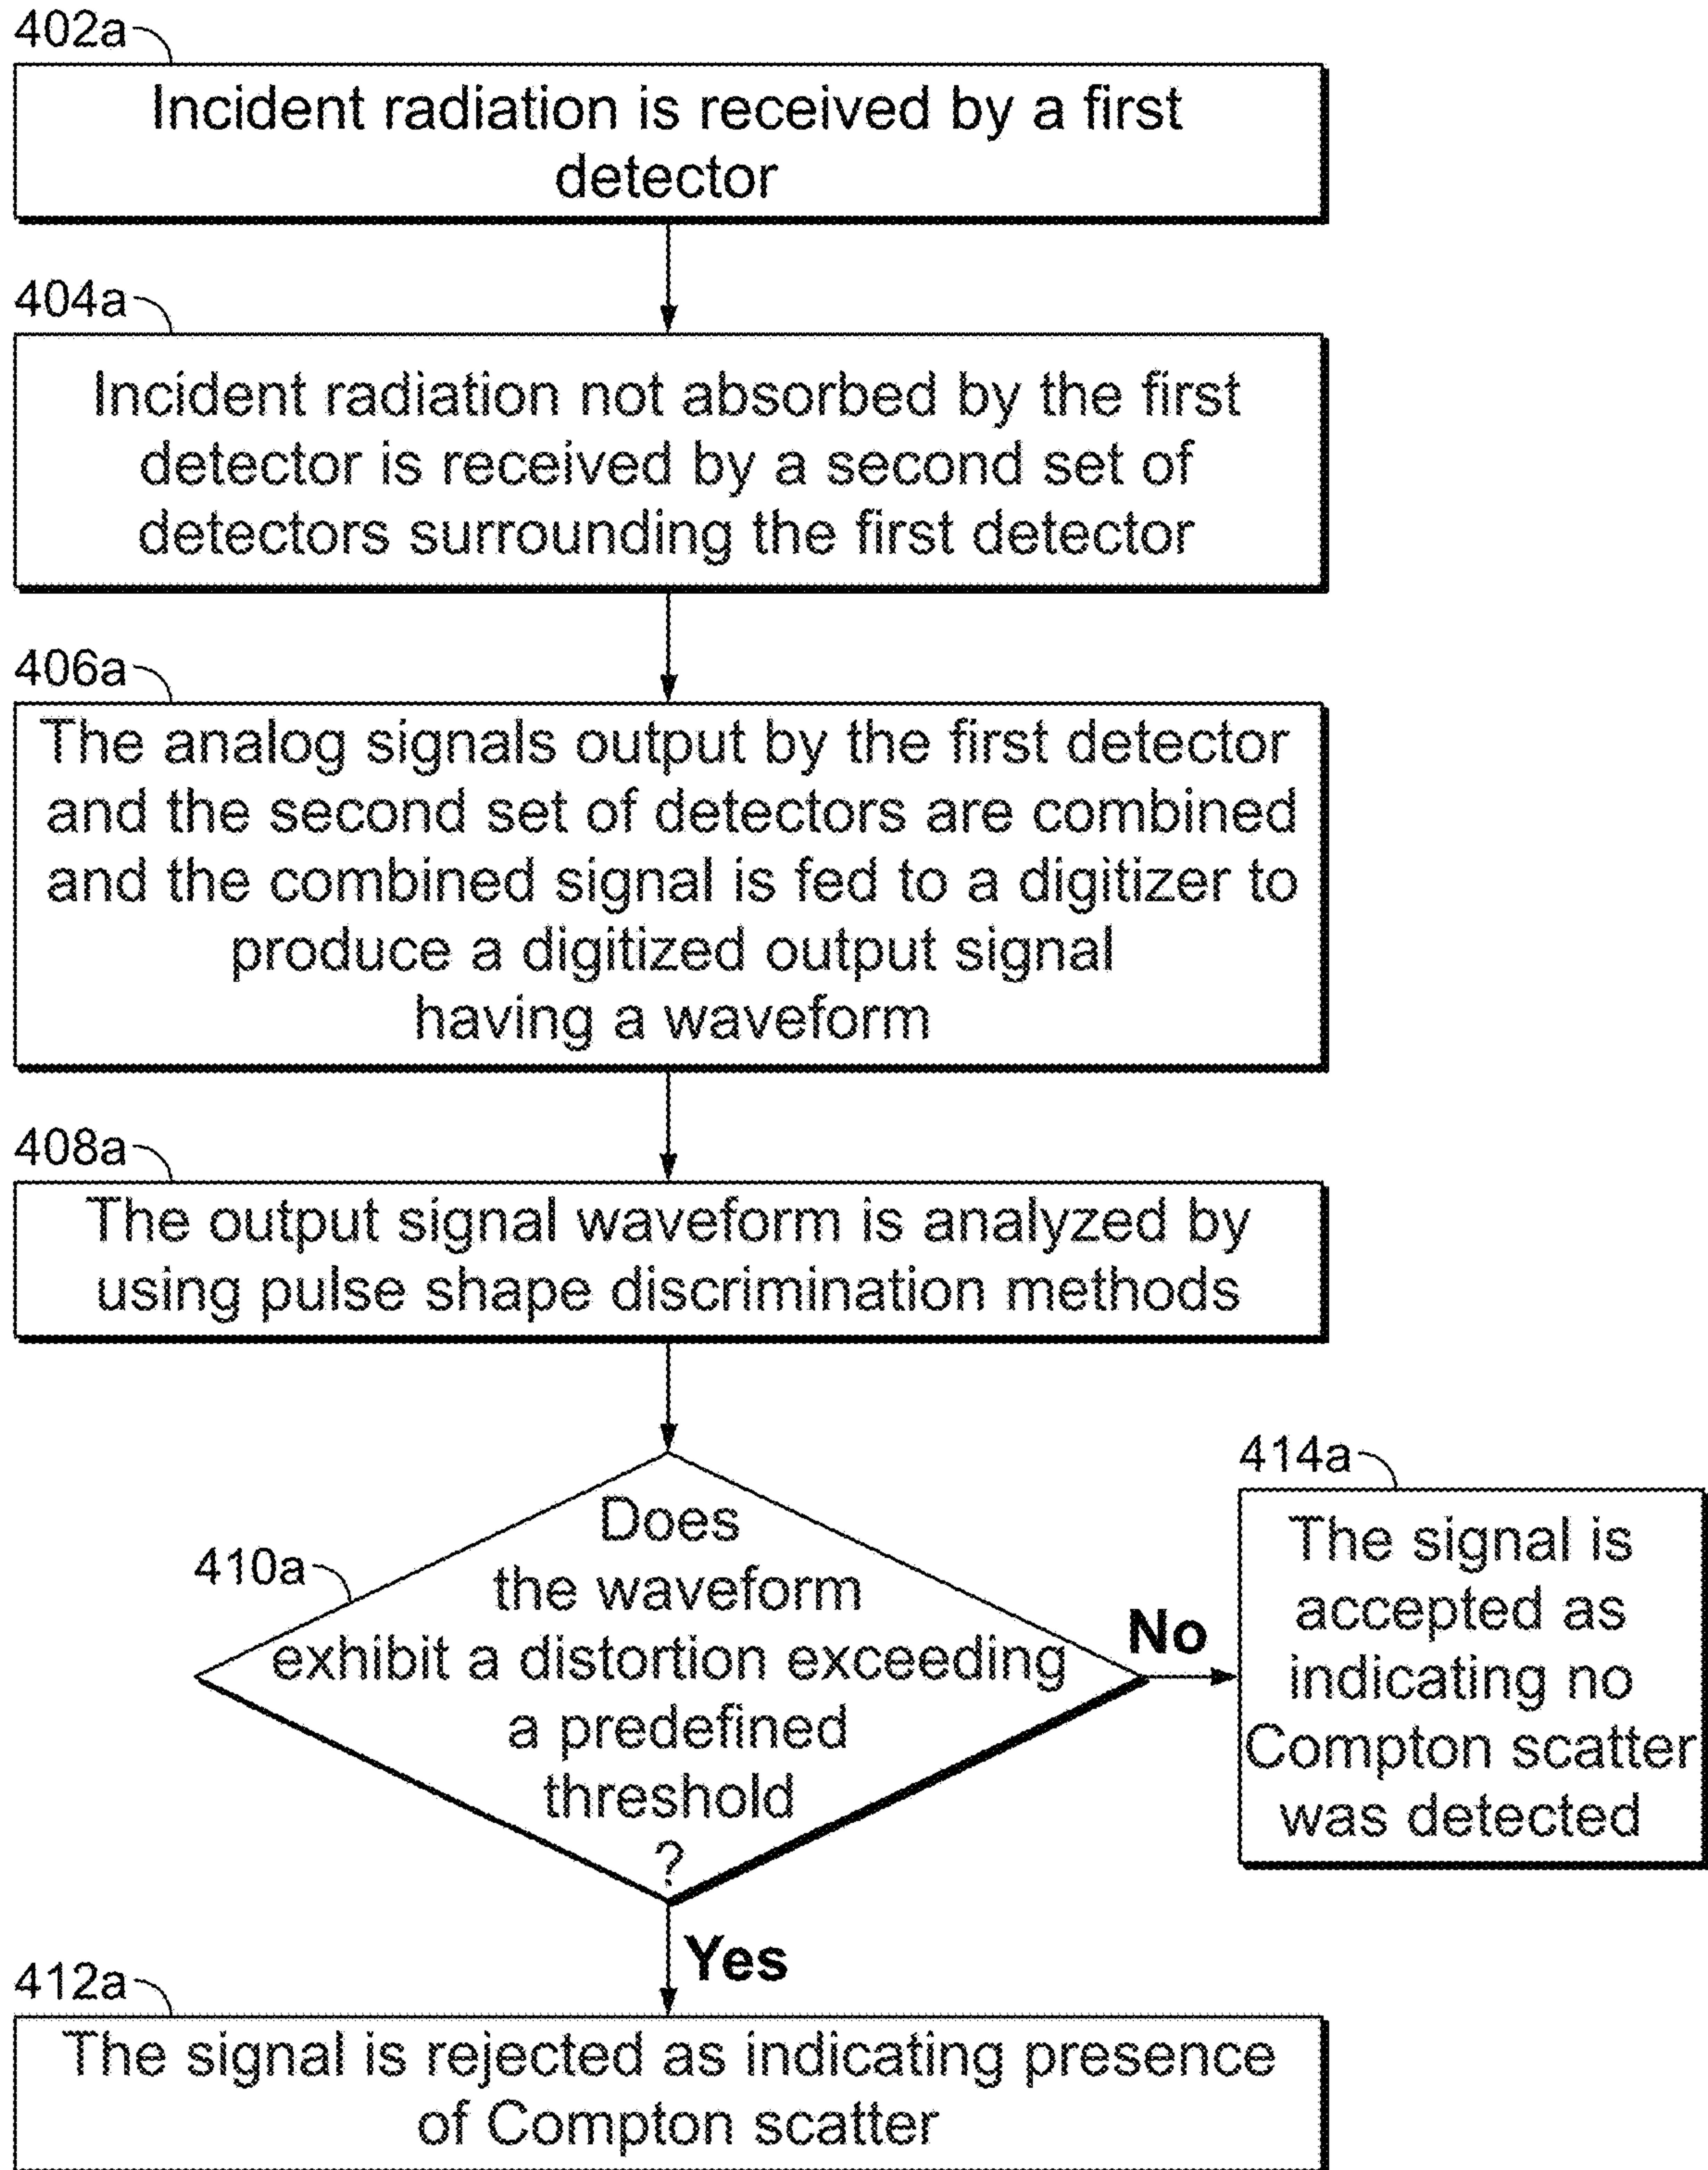 402a
Incident radiation is received by a first
detector
404a
Incident radiation not absorbed by the first
detector is received by a second set of
detectors surrounding the first detector
406a
The analog signals output by the first detector
and the second set of detectors are combined
and the combined signal is fed to a digitizer to
produce a digitized output signal
having a waveform
408a
The output signal waveform is analyzed by
using pulse shape discrimination methods
410a
Does
the waveform
exhibit a distortion exceeding
a predefined
threshold
?
No
414a
The signal is
accepted as
indicating no
Compton scatter
was detected
Yes
412a
The signal is rejected as indicating presence
of Compton scatter